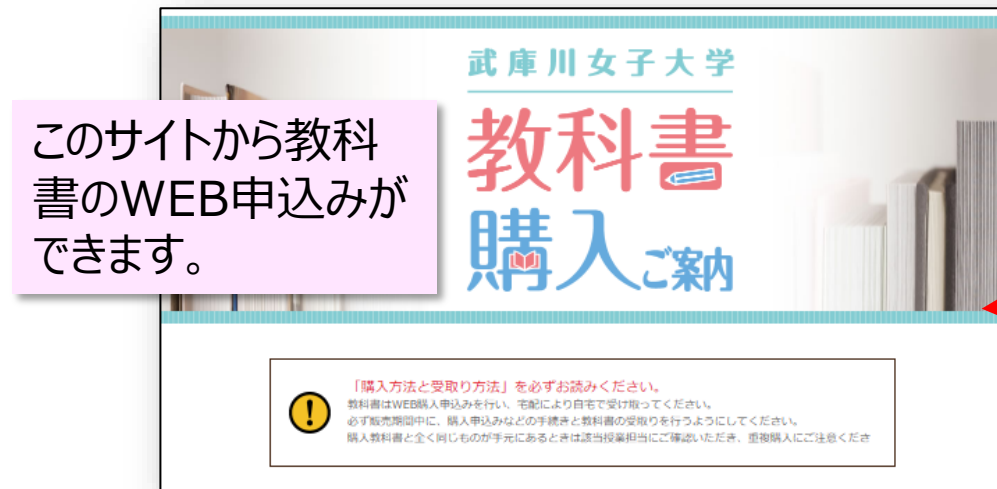 武庫川女子大学
教科書
購入ご案内
このサイトから教科
書のWEB申込みが
できます。
「購入方法と受取り方法」を必ずお読みください。
教科書はWEB購入申込みを行い、宅配により自宅で受け取ってください。
必ず販売期間中に、購入申込みなどの手続きと教科書の受取りを行うようにしてください。
購入教科書と全く同じものが手元にあるときは該当授業担当にご確認いただき、重複購入にご注意くださ